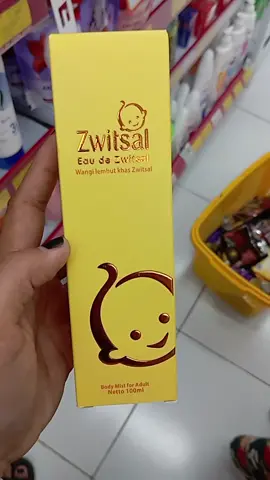 Zwitsal
Eau de Zwitsal
Wangi lembut khas Zwitsal
Body Mist for Adult
Netto 100ml